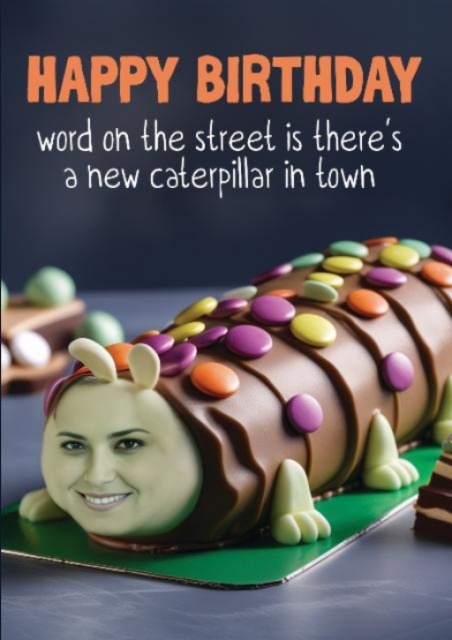 HAPPY BIRTHDAY
word on the street is there's
a new caterpillar in town